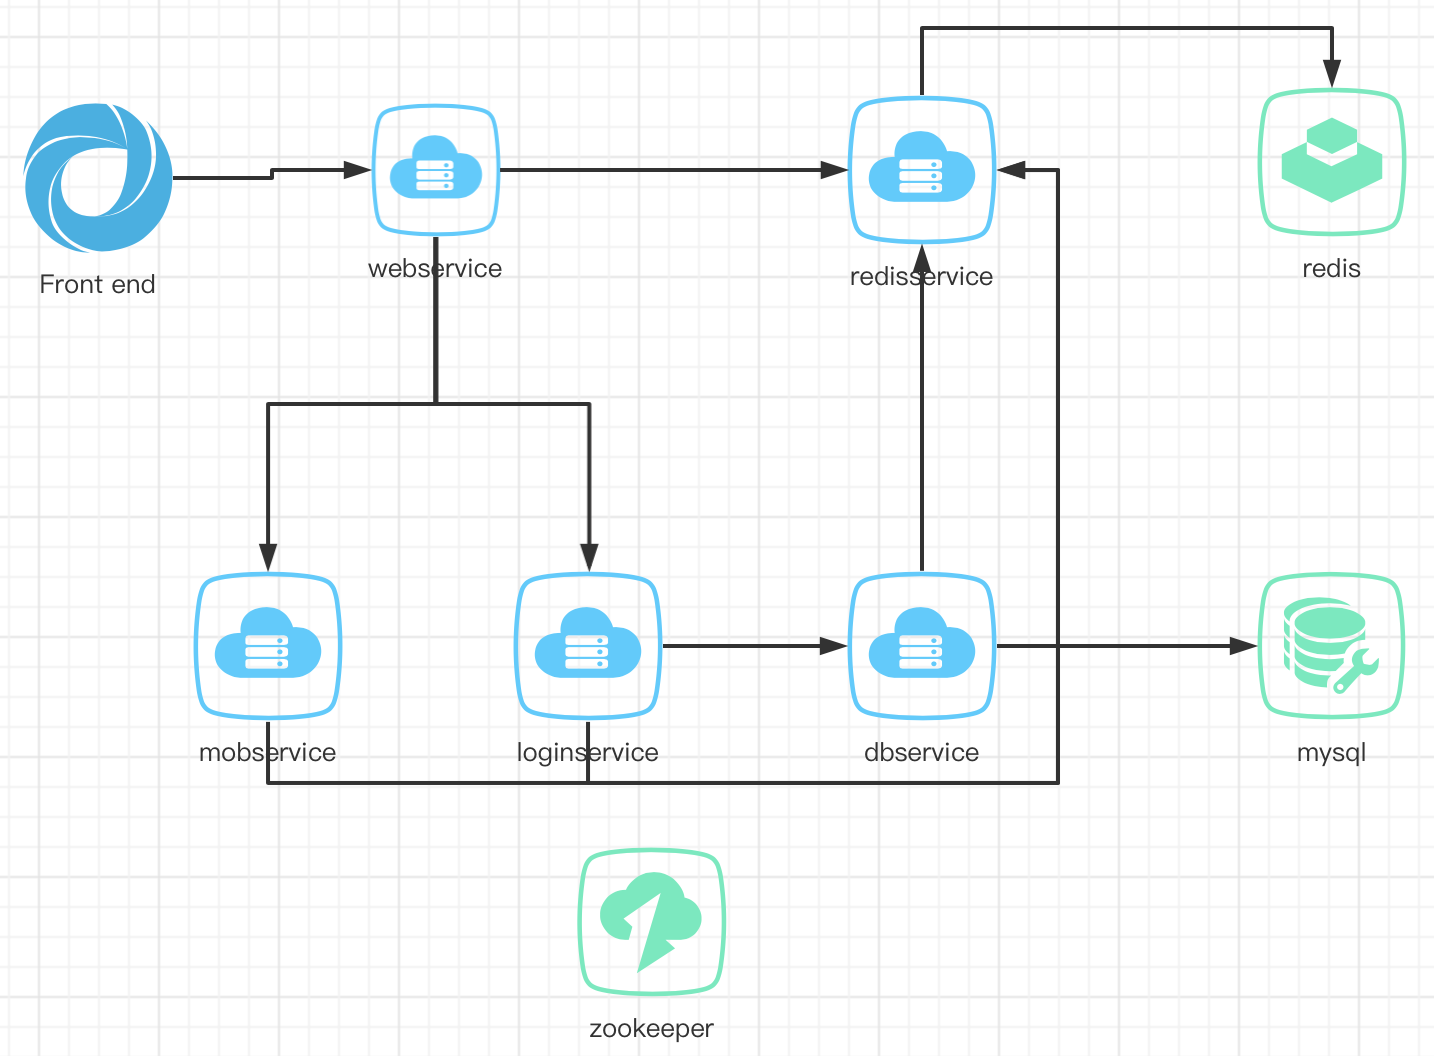 Front end
webservice
redisservice
redis
mobservice
loginservice
dbservice
mysql
zookeeper